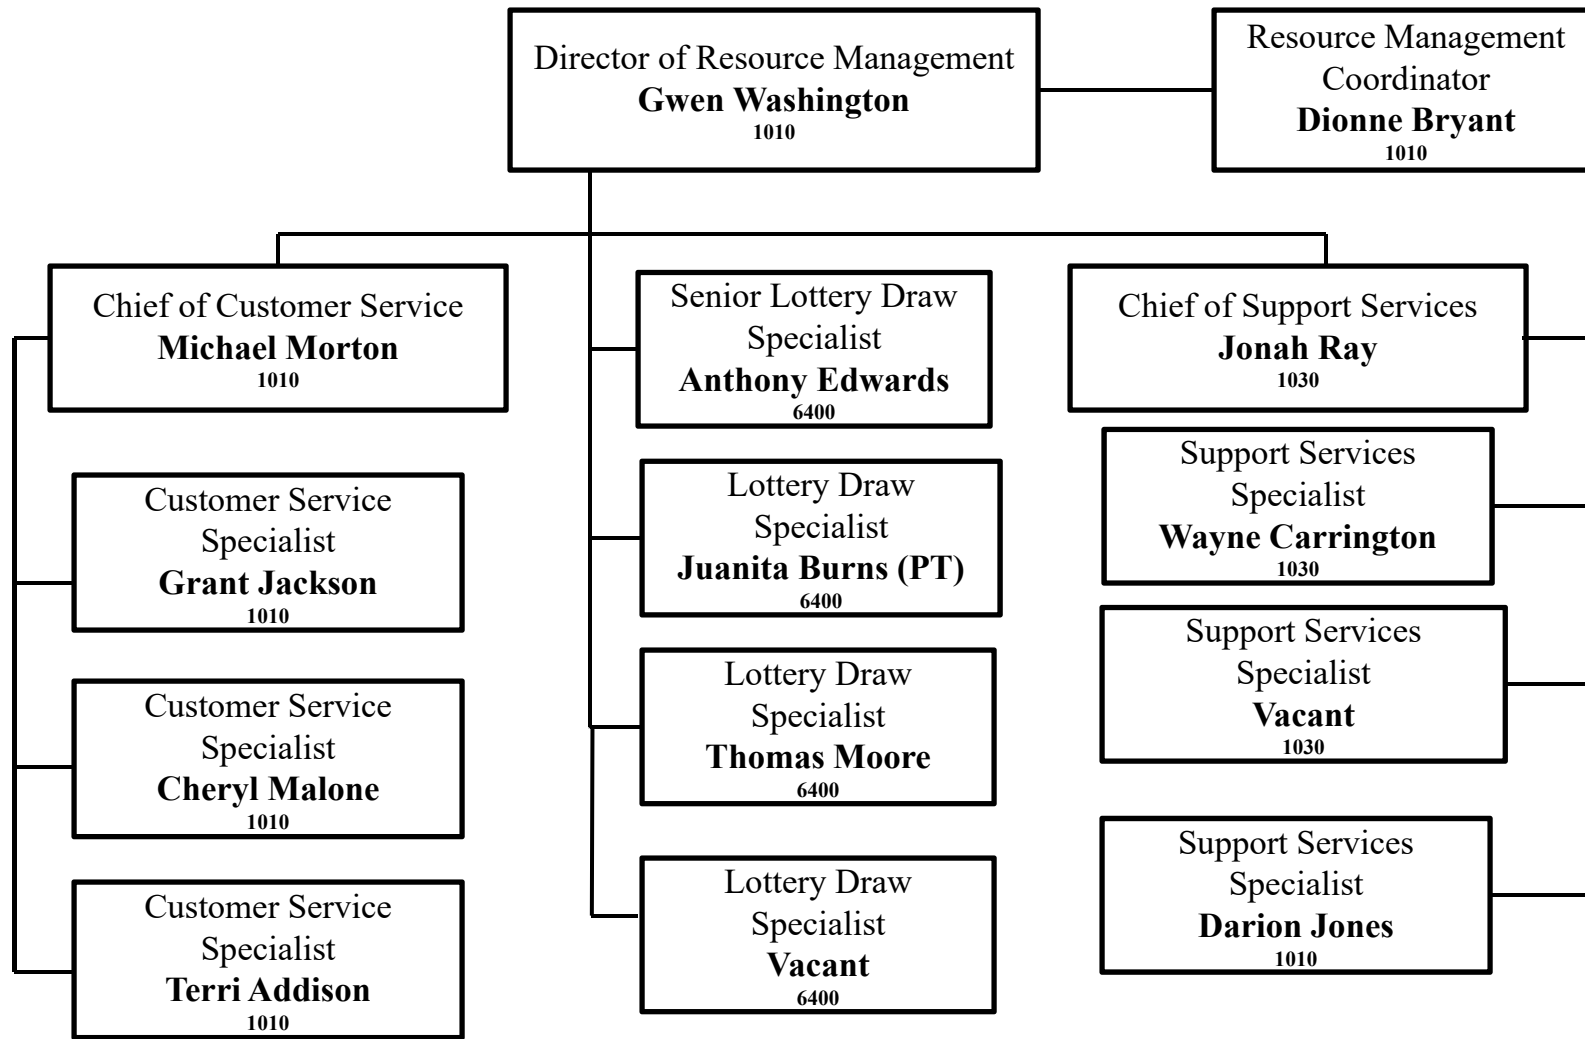 Director of Resource Management
Gwen Washington
1010
Resource Management
Coordinator
Dionne Bryant
1010
Chief of Customer Service
Michael Morton
1010
Customer Service
Specialist
Grant Jackson
1010
Customer Service
Specialist
Cheryl Malone
1010
Customer Service
Specialist
Terri Addison
1010
Senior Lottery Draw
Specialist
Anthony Edwards
6400
Lottery Draw
Specialist
Juanita Burns (PT)
6400
Lottery Draw
Specialist
Thomas Moore
6400
Lottery Draw
Specialist
Vacant
6400
Chief of Support Services
Jonah Ray
1030
Support Services
Specialist
Wayne Carrington
1030
Support Services
Specialist
Vacant
1030
Support Services
Specialist
Darion Jones
1010